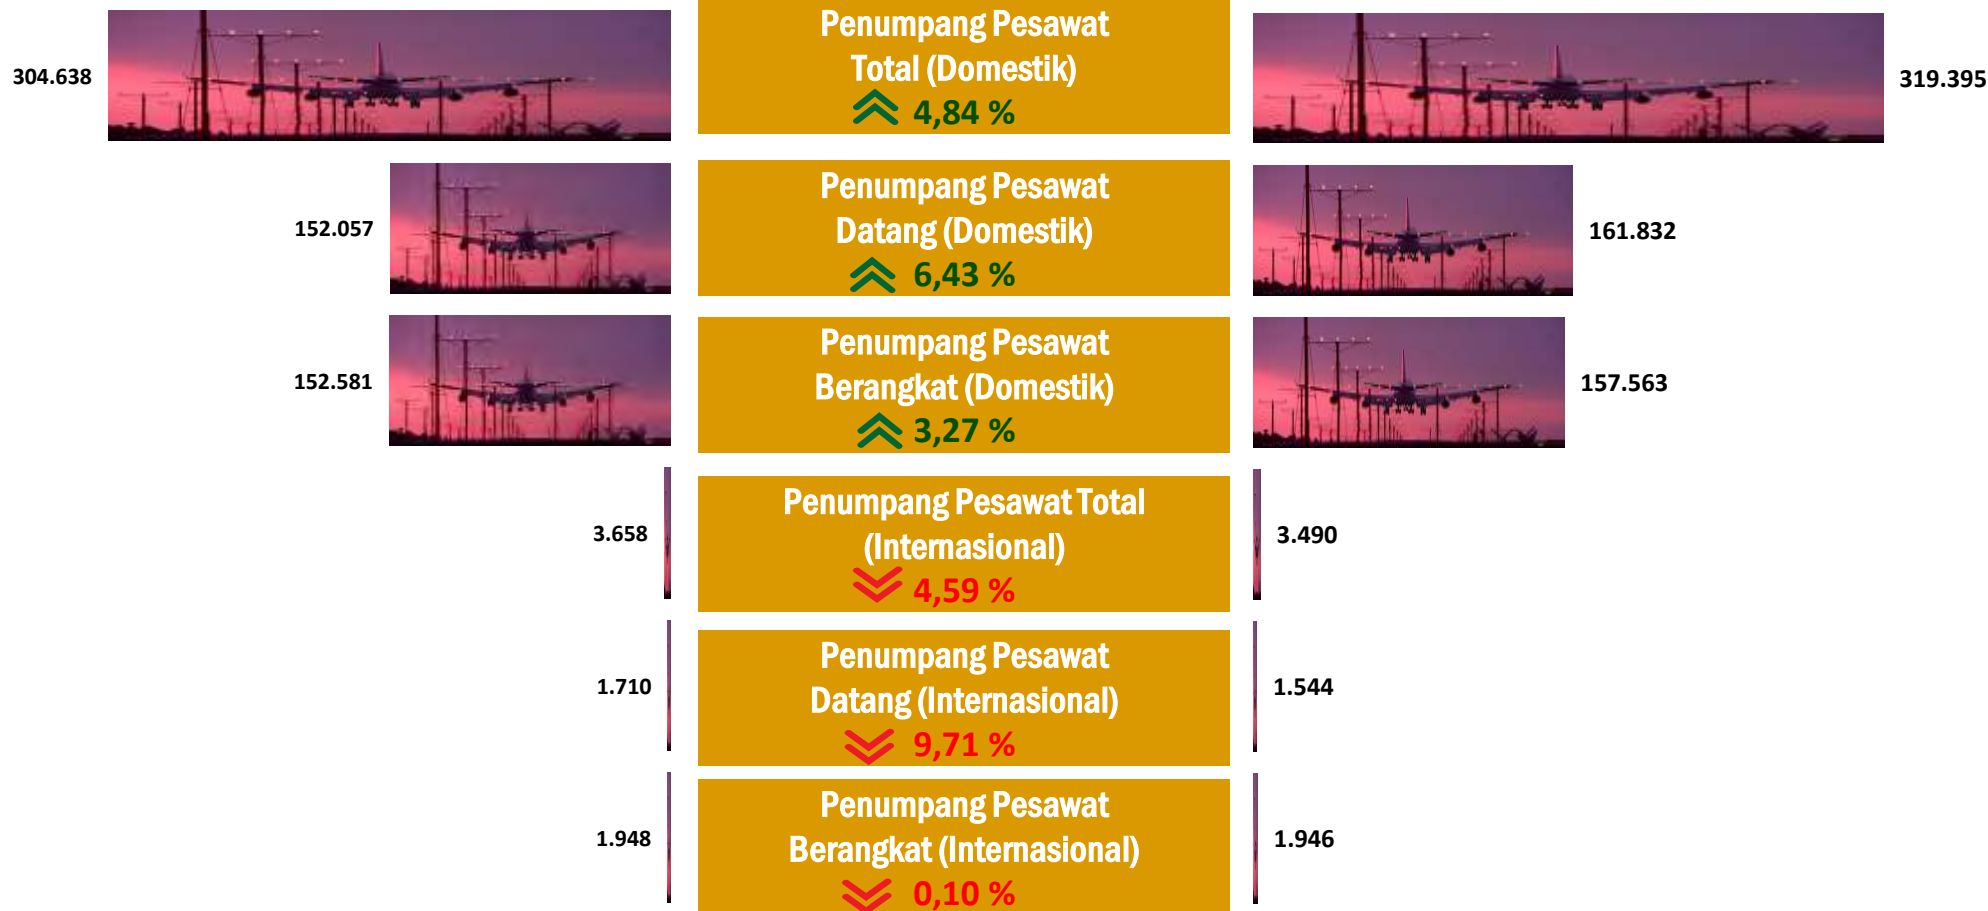 Penumpang Pesawat
Total (Domestik)
304.638
4,84 %
319.395
Penumpang Pesawat
Datang (Domestik)
152.057
6,43 %
161.832
Penumpang Pesawat
Berangkat (Domestik)
152.581
3,27 %
157.563
Penumpang Pesawat Total
(Internasional)
3.658
4,59 %
3.490
Penumpang Pesawat
Datang (Internasional)
1.710
9,71 %
1.544
Penumpang Pesawat
Berangkat (Internasional)
1.948
0,10 %
1.946